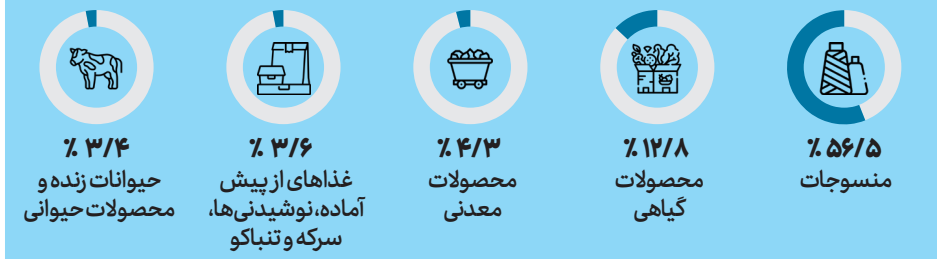 ۵۶/۵ ٪
منسوجات
۱۲/۸ ٪
محصولات
گیاهی
۴/۳ ٪
محصولات
معدنی
۳/۶ ٪
غذاهای از پیش
آماده، نوشیدنی‌ها،
سرکه و تنباکو
۳/۴ ٪
حیوانات زنده و
محصولات حیوانی